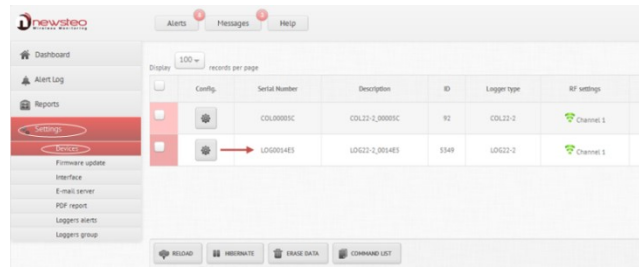 newsteo
Wireless Monitoring
Alerts
Messages
Help
Dashboard
Alert Log
Reports
Settings
Devices
Firmware update
Interface
E-mail server
PDF report
Loggers alerts
Loggers group
Display 100 records per page
Config. Serial Number Description ID Logger type RF settings
COL00005C COL22-2_00005C 92 COL22-2 Channel 1
LOG0014E5 LOG22-2_0014E5 5349 LOG22-2 Channel 1
RELOAD HIBERNATE ERASE DATA COMMAND LIST